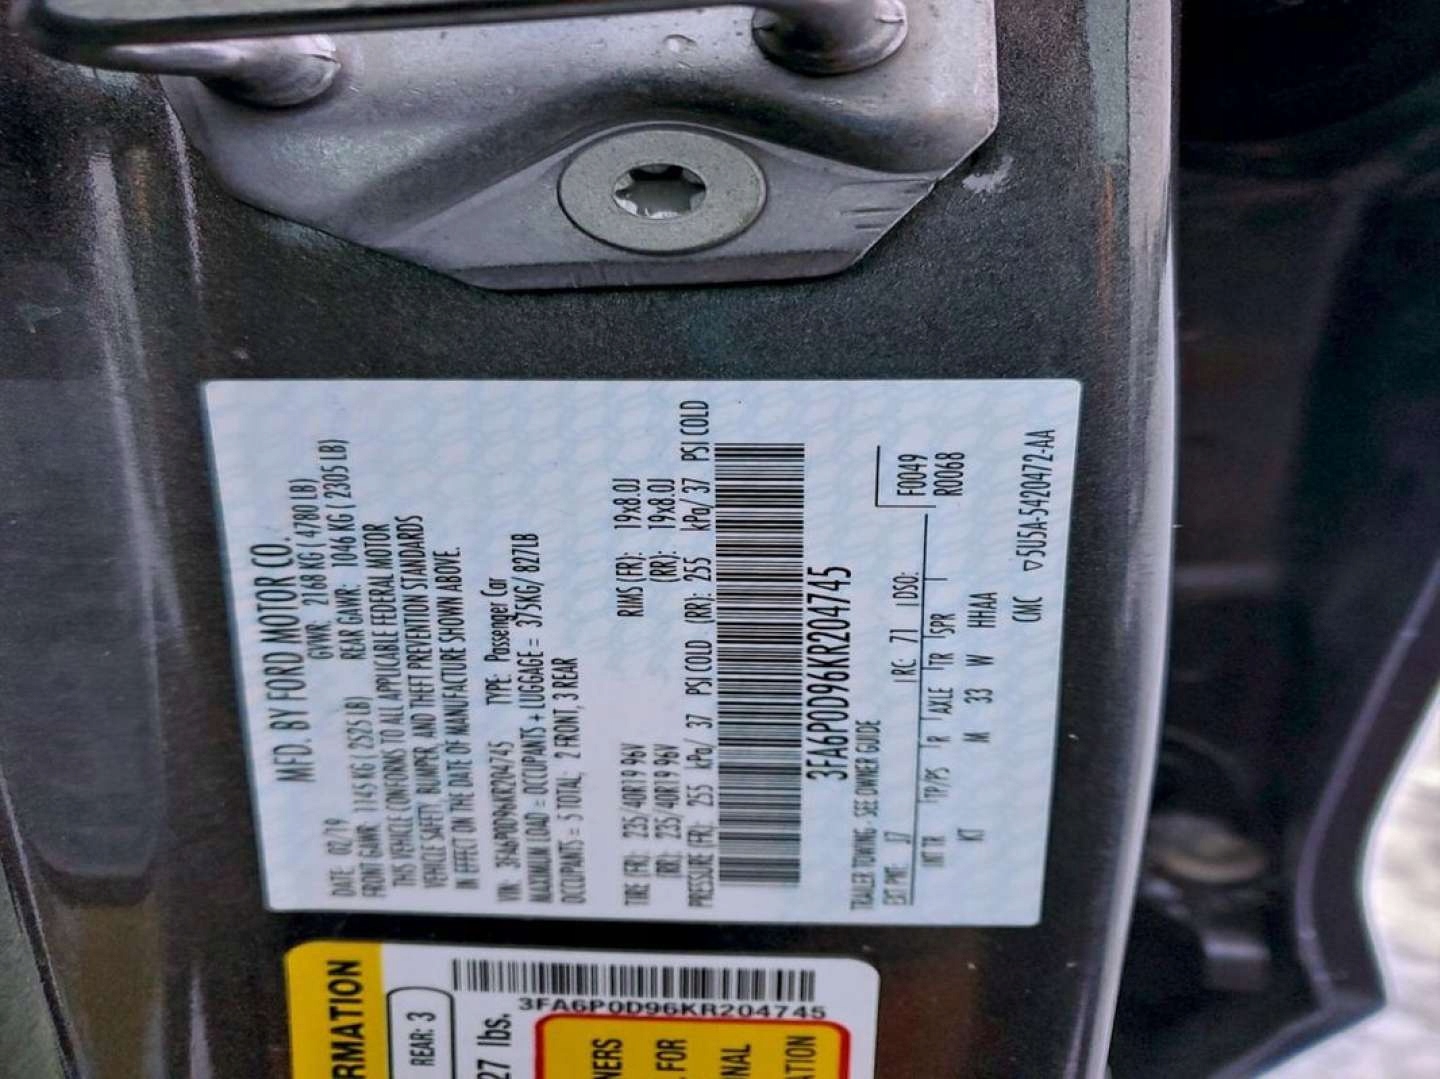 MFD. BY FORD MOTOR CO.
DATE: 02/19 GVWR: 2168 KG ( 4780 LB)
FRONT GAWR: 1145 KG ( 2525 LB) REAR GAWR: 1046 KG ( 2305 LB)
THIS VEHICLE CONFORMS TO ALL APPLICABLE FEDERAL MOTOR
VEHICLE SAFETY, BUMPER, AND THEFT PREVENTION STANDARDS
IN EFFECT ON THE DATE OF MANUFACTURE SHOWN ABOVE.
VIN: 3FA6P0D96KR204745 TYPE: Passenger Car
MAXIMUM LOAD = OCCUPANTS + LUGGAGE = 375KG/ 827LB
OCCUPANTS = 5 TOTAL, 2 FRONT, 3 REAR
TIRE (FR): 235/40R19 96V RIMS (FR): 19x8.0J
(RR): 235/40R19 96V (RR): 19x8.0J
PRESSURE (FR): 255 kPa/ 37 PSI COLD (RR): 255 kPa/ 37 PSI COLD
3FA6P0D96KR204745
TRAILER TOWING- SEE OWNER GUIDE
EXT PNT: J7 RC: 71 DSO: F0049
INT TR TP/PS R AXLE TR SPR R0068
KT M 33 W HHAA
CMC ▽5U5A-5420472-AA
RMATION
REAR: 3
3FA6P0D96KR204745
27 lbs.
NERS
FOR
NAL
ATION